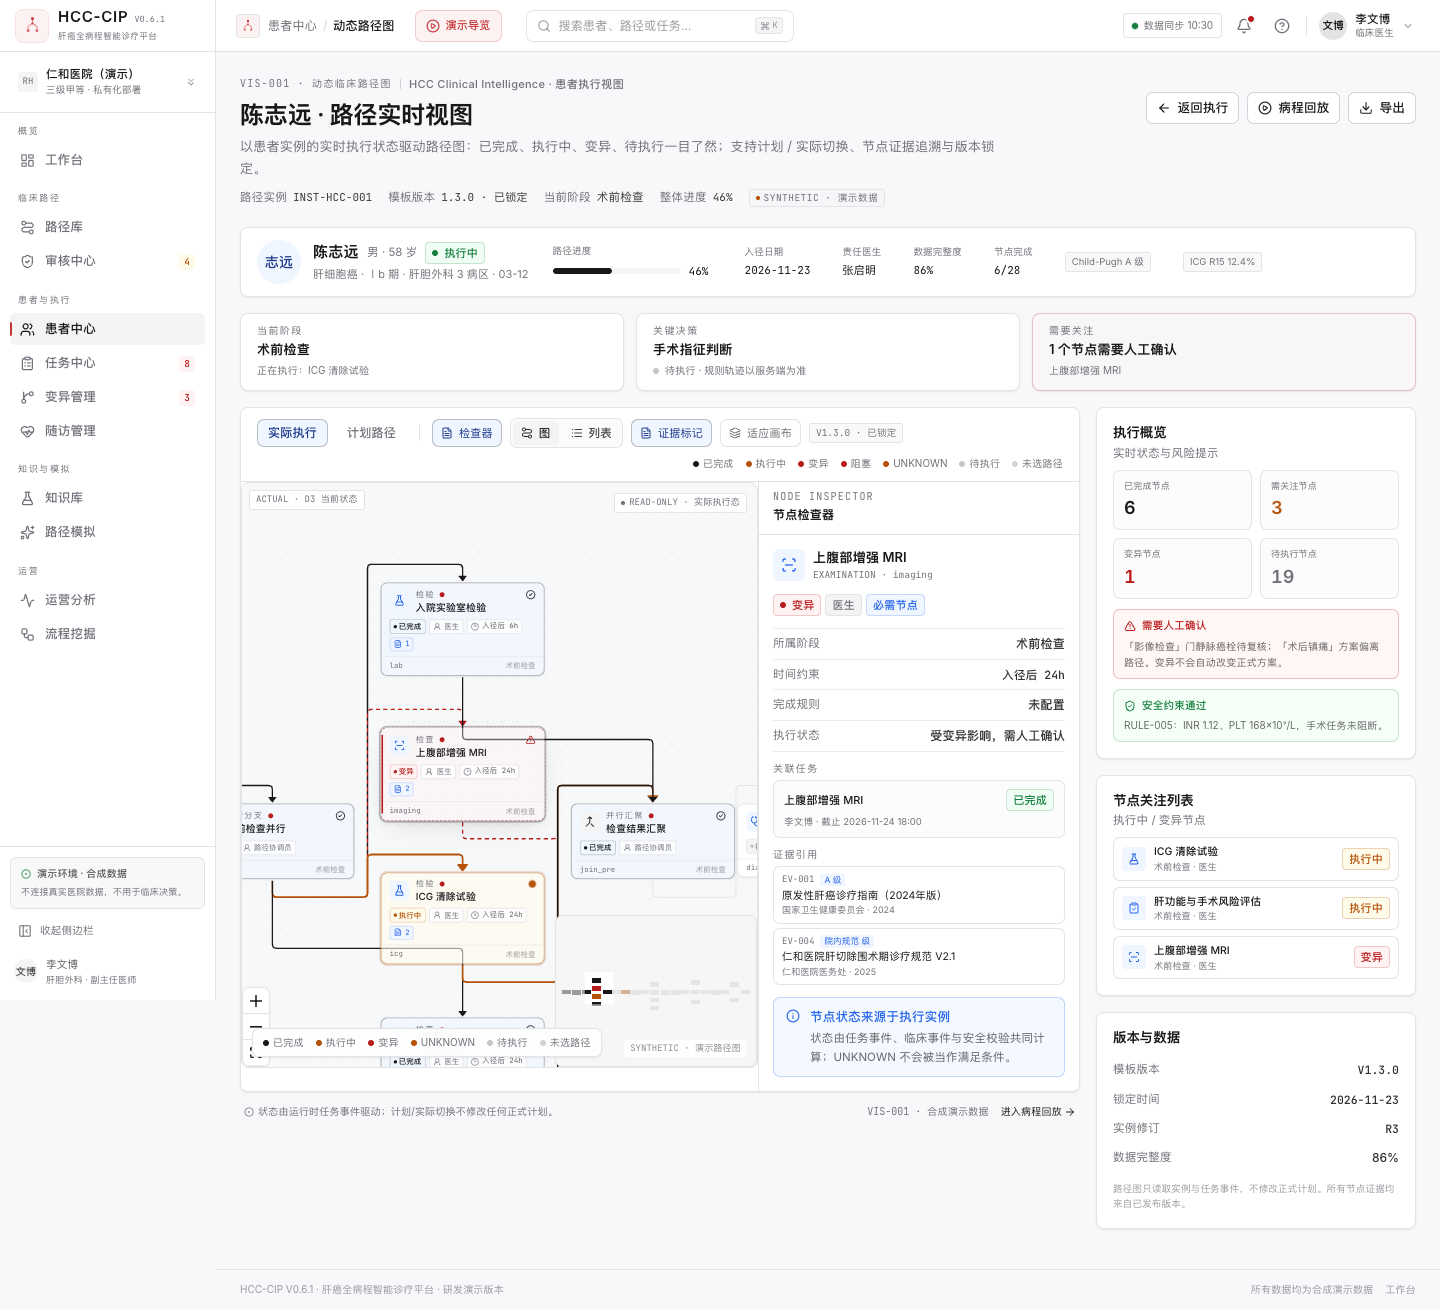 HCC-CIP V0.6.1
肝癌全病程智能诊疗平台
患者中心 / 动态路径图
演示导览
搜索患者、路径或任务... ⌘ K
数据同步 10:30
文博
李文博
临床医生
RH
仁和医院（演示）
三级甲等 · 私有化部署
概览
工作台
临床路径
路径库
审核中心 4
患者与执行
患者中心
任务中心 8
变异管理 3
随访管理
知识与模拟
知识库
路径模拟
运营
运营分析
流程挖掘
演示环境 · 合成数据
不连接真实医院数据，不用于临床决策。
收起侧边栏
文博
李文博
肝胆外科 · 副主任医师
VIS-001 · 动态临床路径图 | HCC Clinical Intelligence · 患者执行视图
陈志远 · 路径实时视图
以患者实例的实时执行状态驱动路径图：已完成、执行中、变异、待执行一目了然；支持计划 / 实际切换、节点证据追溯与版本锁
定。
路径实例 INST-HCC-001 模板版本 1.3.0 · 已锁定 当前阶段 术前检查 整体进度 46% SYNTHETIC · 演示数据
返回执行
病程回放
导出
志远
陈志远 男 · 58 岁 执行中
肝细胞癌 · Ⅰb 期 · 肝胆外科 3 病区 · 03-12
路径进度
46%
入径日期
2026-11-23
责任医生
张启明
数据完整度
86%
节点完成
6/28
Child-Pugh A 级
ICG R15 12.4%
当前阶段
术前检查
正在执行：ICG 清除试验
关键决策
手术指征判断
待执行 · 规则轨迹以服务端为准
需要关注
1 个节点需要人工确认
上腹部增强 MRI
实际执行 计划路径 检查器 图 列表 证据标记 适应画布 V1.3.0 · 已锁定
已完成 执行中 变异 阻塞 UNKNOWN 待执行 未选路径
ACTUAL · D3 当前状态
READ-ONLY · 实际执行态
检验
入院实验室检验
已完成 医生 入径后 6h
1
lab 术前检查
检查
上腹部增强 MRI
变异 医生 入径后 24h
2
imaging 术前检查
分支
前检查并行
路径协调员
术前检查
并行汇聚
检查结果汇聚
已完成 路径协调员
join_pre 术前检查
检验
ICG 清除试验
执行中 医生 入径后 24h
2
icg 术前检查
已完成 医生 入径后 24h
已完成 执行中 变异 UNKNOWN 待执行 未选路径
SYNTHETIC · 演示路径图
NODE INSPECTOR
节点检查器
上腹部增强 MRI
EXAMINATION · imaging
变异 医生 必需节点
所属阶段 术前检查
时间约束 入径后 24h
完成规则 未配置
执行状态 受变异影响，需人工确认
关联任务
上腹部增强 MRI 已完成
李文博 · 截止 2026-11-24 18:00
证据引用
EV-001 A 级
原发性肝癌诊疗指南（2024年版）
国家卫生健康委员会 · 2024
EV-004 院内规范 级
仁和医院肝切除围术期诊疗规范 V2.1
仁和医院医务处 · 2025
节点状态来源于执行实例
状态由任务事件、临床事件与安全校验共同计
算；UNKNOWN 不会被当作满足条件。
状态由运行时任务事件驱动；计划/实际切换不修改任何正式计划。
VIS-001 · 合成演示数据 进入病程回放
执行概览
实时状态与风险提示
已完成节点
6
需关注节点
3
变异节点
1
待执行节点
19
需要人工确认
「影像检查」门静脉癌栓待复核；「术后镇痛」方案偏离
路径。变异不会自动改变正式方案。
安全约束通过
RULE-005：INR 1.12、PLT 168×10⁹/L，手术任务未阻断。
节点关注列表
执行中 / 变异节点
ICG 清除试验
术前检查 · 医生
执行中
肝功能与手术风险评估
术前检查 · 医生
执行中
上腹部增强 MRI
术前检查 · 医生
变异
版本与数据
模板版本 V1.3.0
锁定时间 2026-11-23
实例修订 R3
数据完整度 86%
路径图只读取实例与任务事件，不修改正式计划。所有节点证据均
来自已发布版本。
HCC-CIP V0.6.1 · 肝癌全病程智能诊疗平台 · 研发演示版本
所有数据均为合成演示数据 工作台